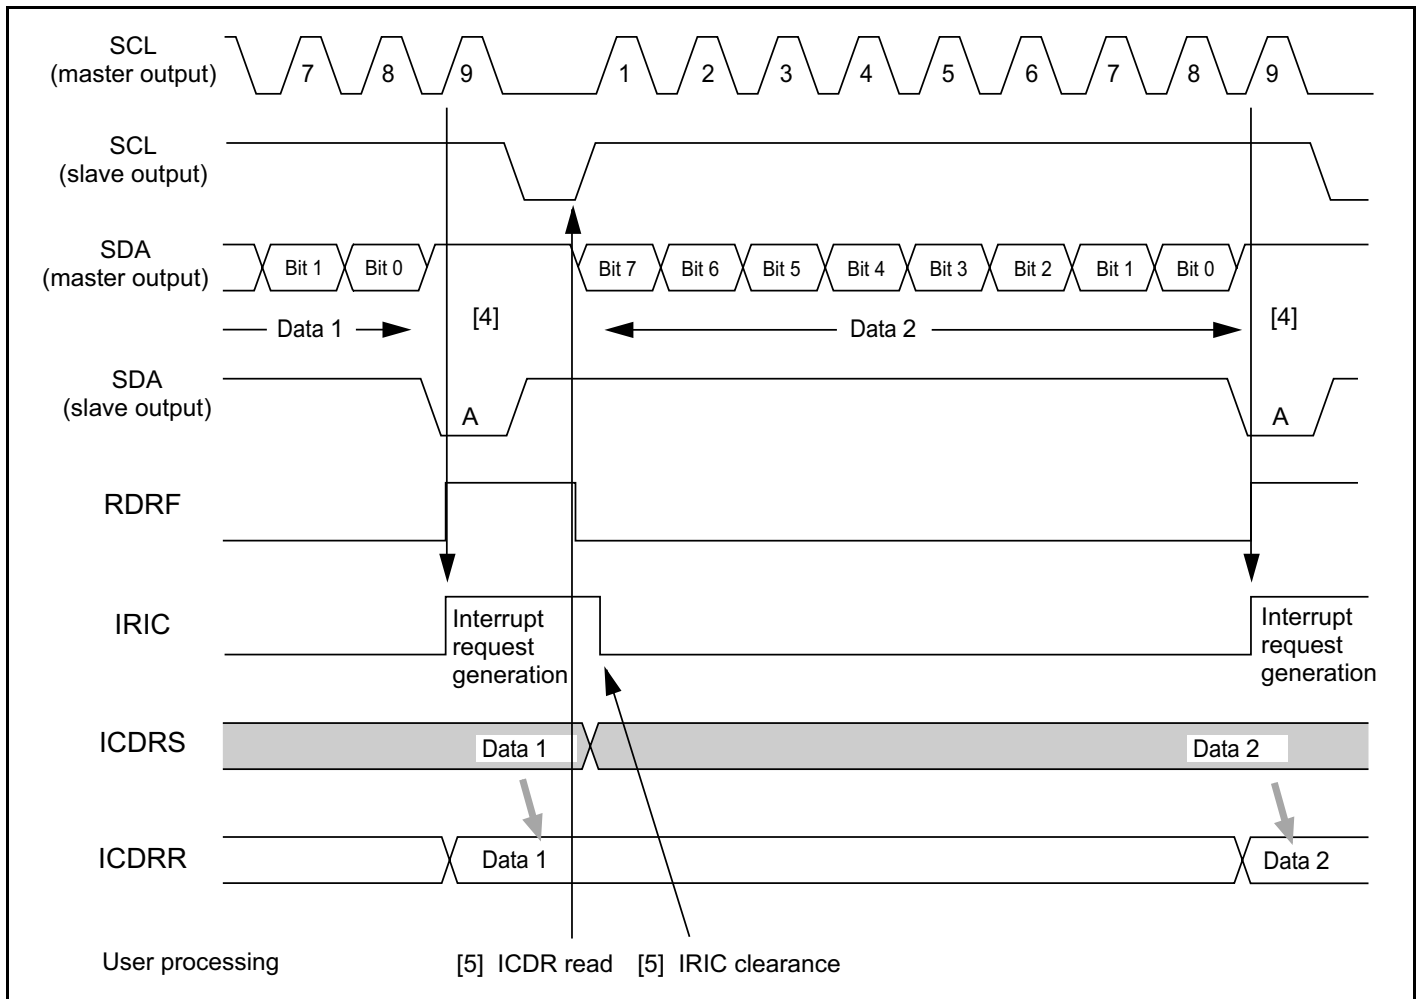 SCL
(master output)
7 8 9 1 2 3 4 5 6 7 8 9
SCL
(slave output)
SDA
(master output)
Bit 1 Bit 0 Bit 7 Bit 6 Bit 5 Bit 4 Bit 3 Bit 2 Bit 1 Bit 0
Data 1 [4] Data 2 [4]
SDA
(slave output)
A A
RDRF
IRIC
Interrupt
request
generation
Interrupt
request
generation
ICDRS
Data 1 Data 2
ICDRR
Data 1 Data 2
User processing
[5] ICDR read [5] IRIC clearance